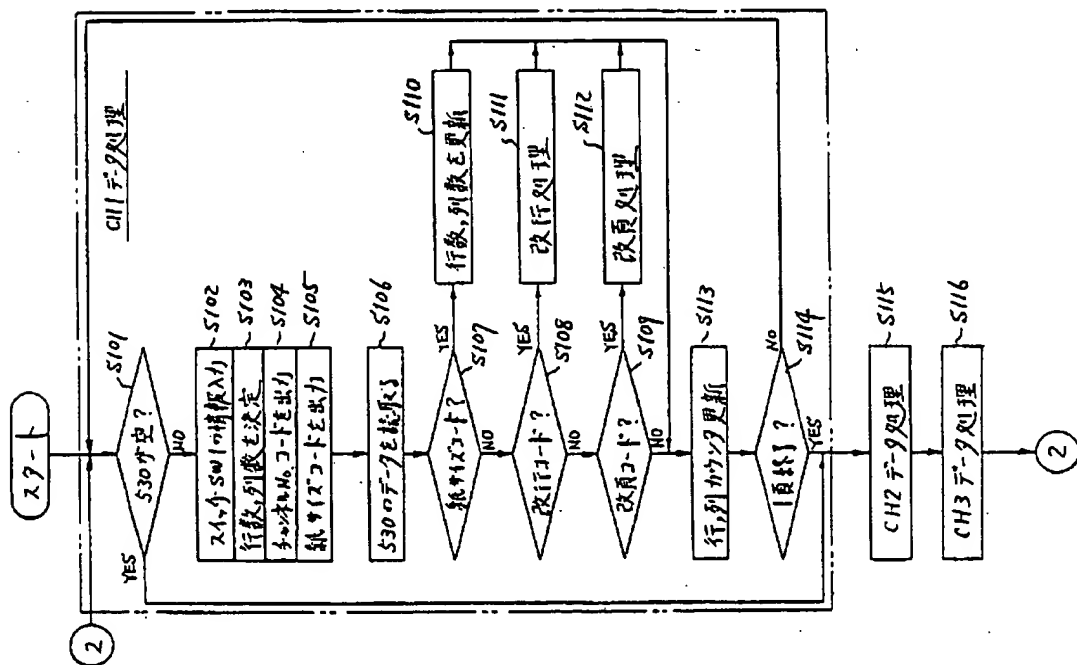 スタート
②
CH1データ処理
530が空?
S101
YES
NO
スイッチSW1の情報入力
S102
行数,列数を決定
S103
チャンネルNo.コードを出力
S104
紙サイズコードを出力
S105
530のデータを読取る
S106
紙サイズコード?
S107
YES
NO
行数,列数を更新
S110
改行コード?
S108
YES
NO
改行処理
S111
改頁コード?
S109
YES
NO
改頁処理
S112
行,列カウンタ更新
S113
1頁終了?
S114
NO
YES
CH2データ処理
S115
CH3データ処理
S116
②